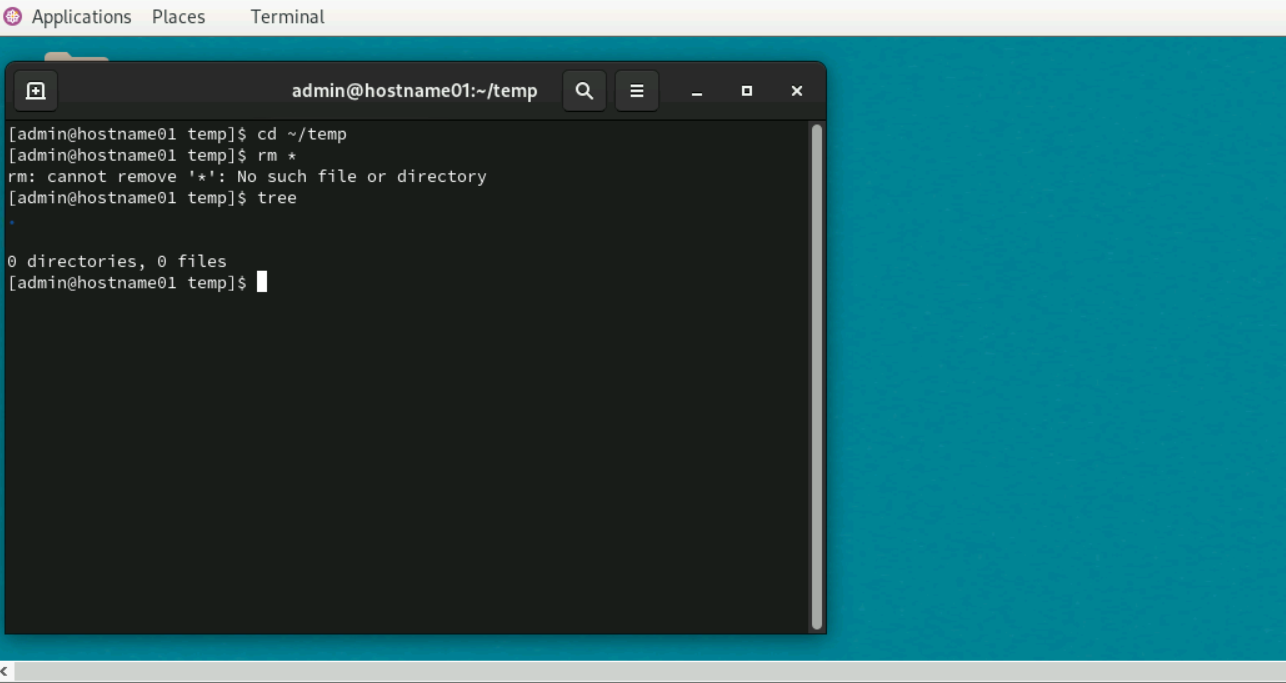 Applications Places Terminal
admin@hostname01:~/temp
[admin@hostname01 temp]$ cd ~/temp
[admin@hostname01 temp]$ rm *
rm: cannot remove '*': No such file or directory
[admin@hostname01 temp]$ tree
.
0 directories, 0 files
[admin@hostname01 temp]$